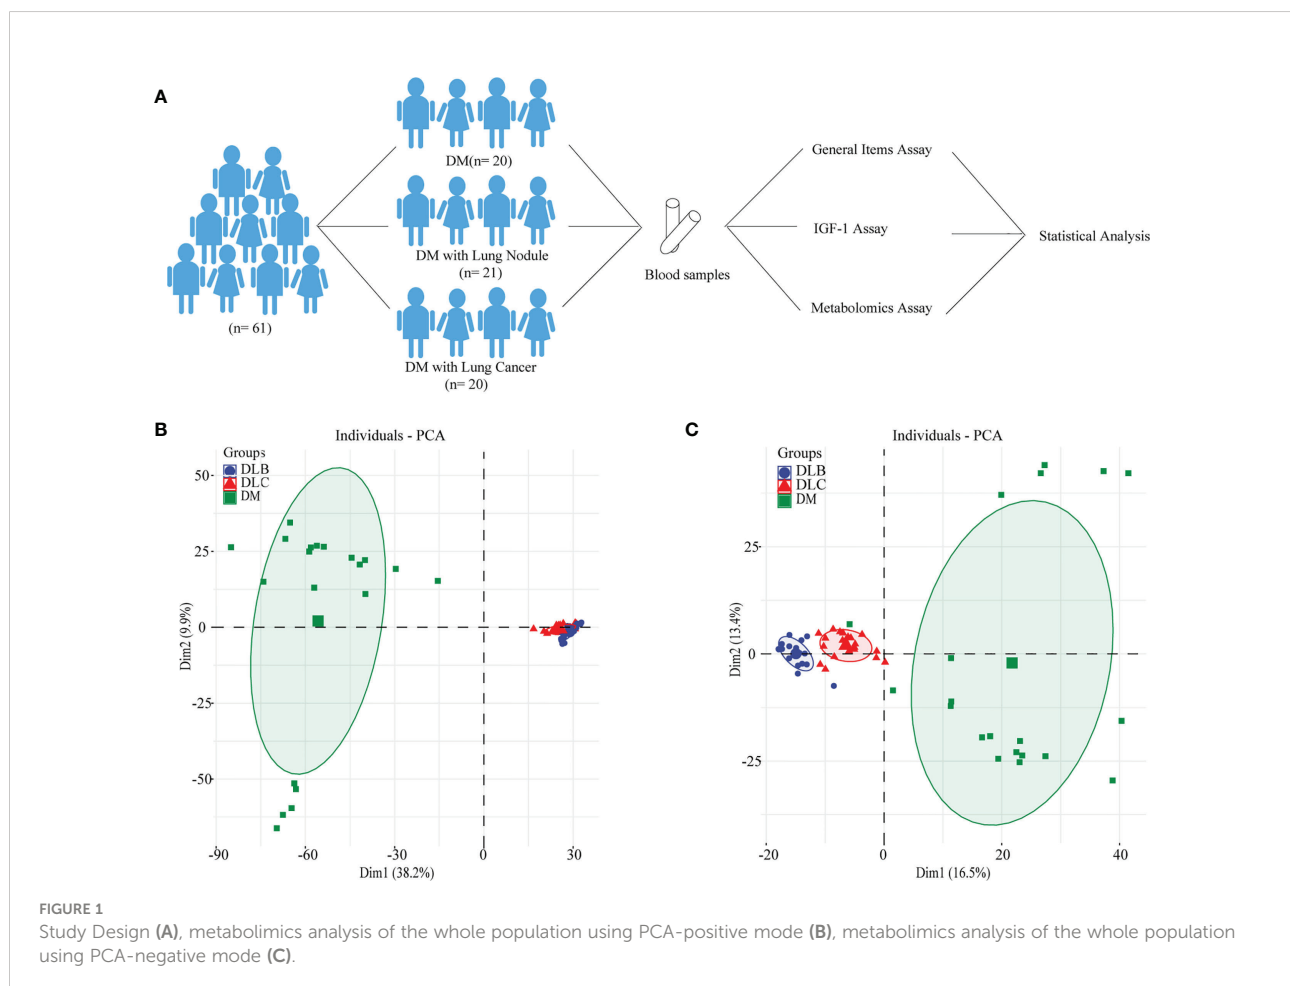 A
(n= 61)
DM(n= 20)
DM with Lung Nodule
(n= 21)
DM with Lung Cancer
(n= 20)
Blood samples
General Items Assay
IGF-1 Assay
Metabolomics Assay
Statistical Analysis
B
Individuals - PCA
Groups
DLB
DLC
DM
50
25
0
-25
-50
Dim2 (9.9%)
-90
-60
-30
0
30
Dim1 (38.2%)
C
Individuals - PCA
Groups
DLB
DLC
DM
25
0
-25
Dim2 (13.4%)
-20
0
20
40
Dim1 (16.5%)
FIGURE 1
Study Design (A), metabolimics analysis of the whole population using PCA-positive mode (B), metabolimics analysis of the whole population
using PCA-negative mode (C).